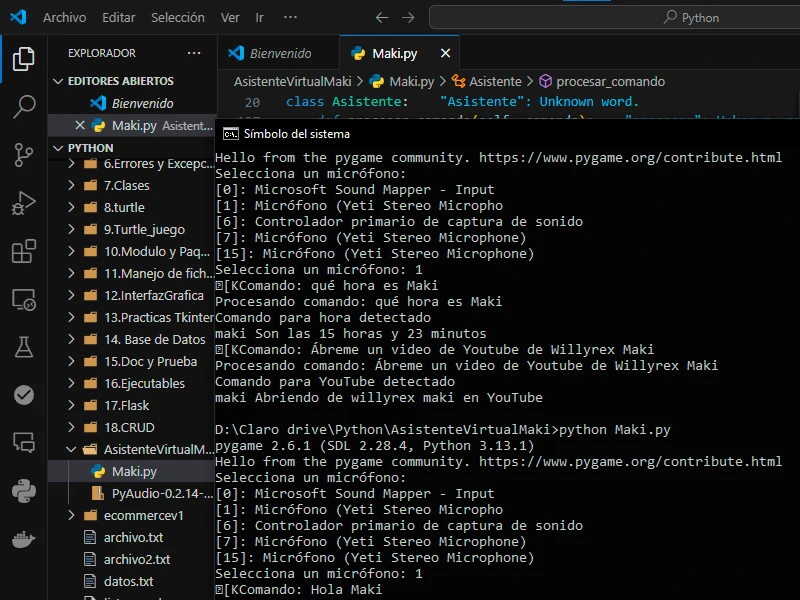 Archivo Editar Selección Ver Ir ··· Python
EXPLORADOR ···
Bienvenido Maki.py
EDITORES ABIERTOS
Bienvenido
Maki.py Asistent...
AsistenteVirtualMaki > Maki.py > Asistente > procesar_comando
20 class Asistente: "Asistente": Unknown word.
PYTHON
6.Errores y Excepc...
7.Clases
8.turtle
9.Turtle_juego
10.Modulo y Paq...
11.Manejo de fich...
12.InterfazGrafica
13.Practicas Tkinter
14. Base de Datos
15.Doc y Prueba
16.Ejecutables
17.Flask
18.CRUD
AsistenteVirtualM...
Maki.py
PyAudio-0.2.14-...
ecommercev1
archivo.txt
archivo2.txt
datos.txt
Símbolo del sistema
Hello from the pygame community. https://www.pygame.org/contribute.html
Selecciona un micrófono:
[0]: Microsoft Sound Mapper - Input
[1]: Micrófono (Yeti Stereo Micropho
[6]: Controlador primario de captura de sonido
[7]: Micrófono (Yeti Stereo Microphone)
[15]: Micrófono (Yeti Stereo Microphone)
Selecciona un micrófono: 1
[KComando: qué hora es Maki
Procesando comando: qué hora es Maki
Comando para hora detectado
maki Son las 15 horas y 23 minutos
[KComando: Ábreme un video de Youtube de Willyrex Maki
Procesando comando: Ábreme un video de Youtube de Willyrex Maki
Comando para YouTube detectado
maki Abriendo de willyrex maki en YouTube
D:\Claro drive\Python\AsistenteVirtualMaki>python Maki.py
pygame 2.6.1 (SDL 2.28.4, Python 3.13.1)
Hello from the pygame community. https://www.pygame.org/contribute.html
Selecciona un micrófono:
[0]: Microsoft Sound Mapper - Input
[1]: Micrófono (Yeti Stereo Micropho
[6]: Controlador primario de captura de sonido
[7]: Micrófono (Yeti Stereo Microphone)
[15]: Micrófono (Yeti Stereo Microphone)
Selecciona un micrófono: 1
[KComando: Hola Maki